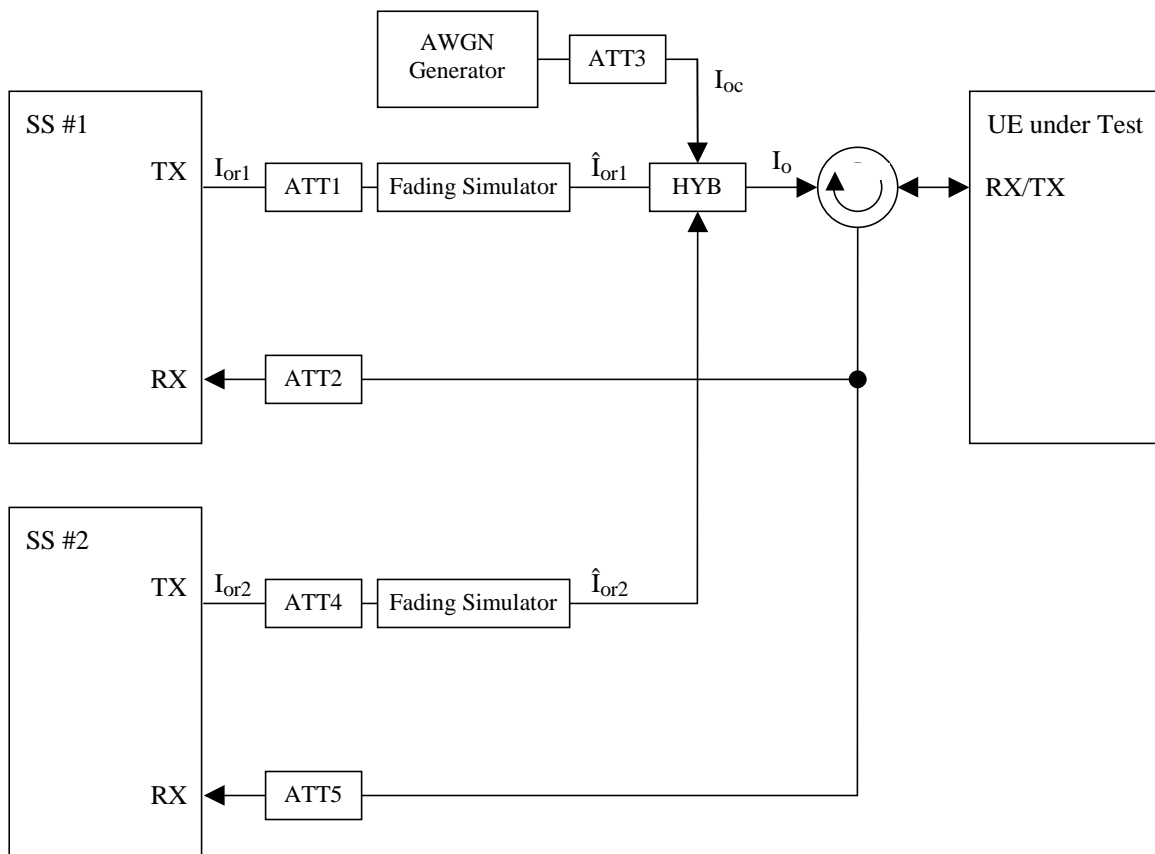 AWGN
Generator
ATT3
I_oc
SS #1
UE under Test
TX
I_or1
ATT1
Fading Simulator
Î_or1
HYB
I_o
RX/TX
RX
ATT2
SS #2
TX
I_or2
ATT4
Fading Simulator
Î_or2
RX
ATT5